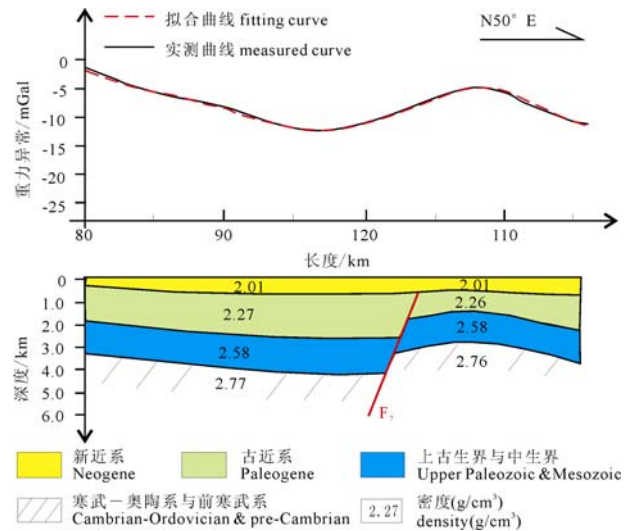 拟合曲线 fitting curve
N50° E
实测曲线 measured curve
重力异常/mGal
0
-5
-10
-15
-20
-25
80
90
120
110
长度/km
深度/km
0
1.0
2.0
3.0
4.0
5.0
6.0
2.01
2.01
2.27
2.26
2.58
2.58
2.77
2.76
F₇
新近系
Neogene
古近系
Paleogene
上古生界与中生界
Upper Paleozoic & Mesozoic
寒武－奥陶系与前寒武系
Cambrian-Ordovician & pre-Cambrian
2.27
密度(g/cm³)
density(g/cm³)